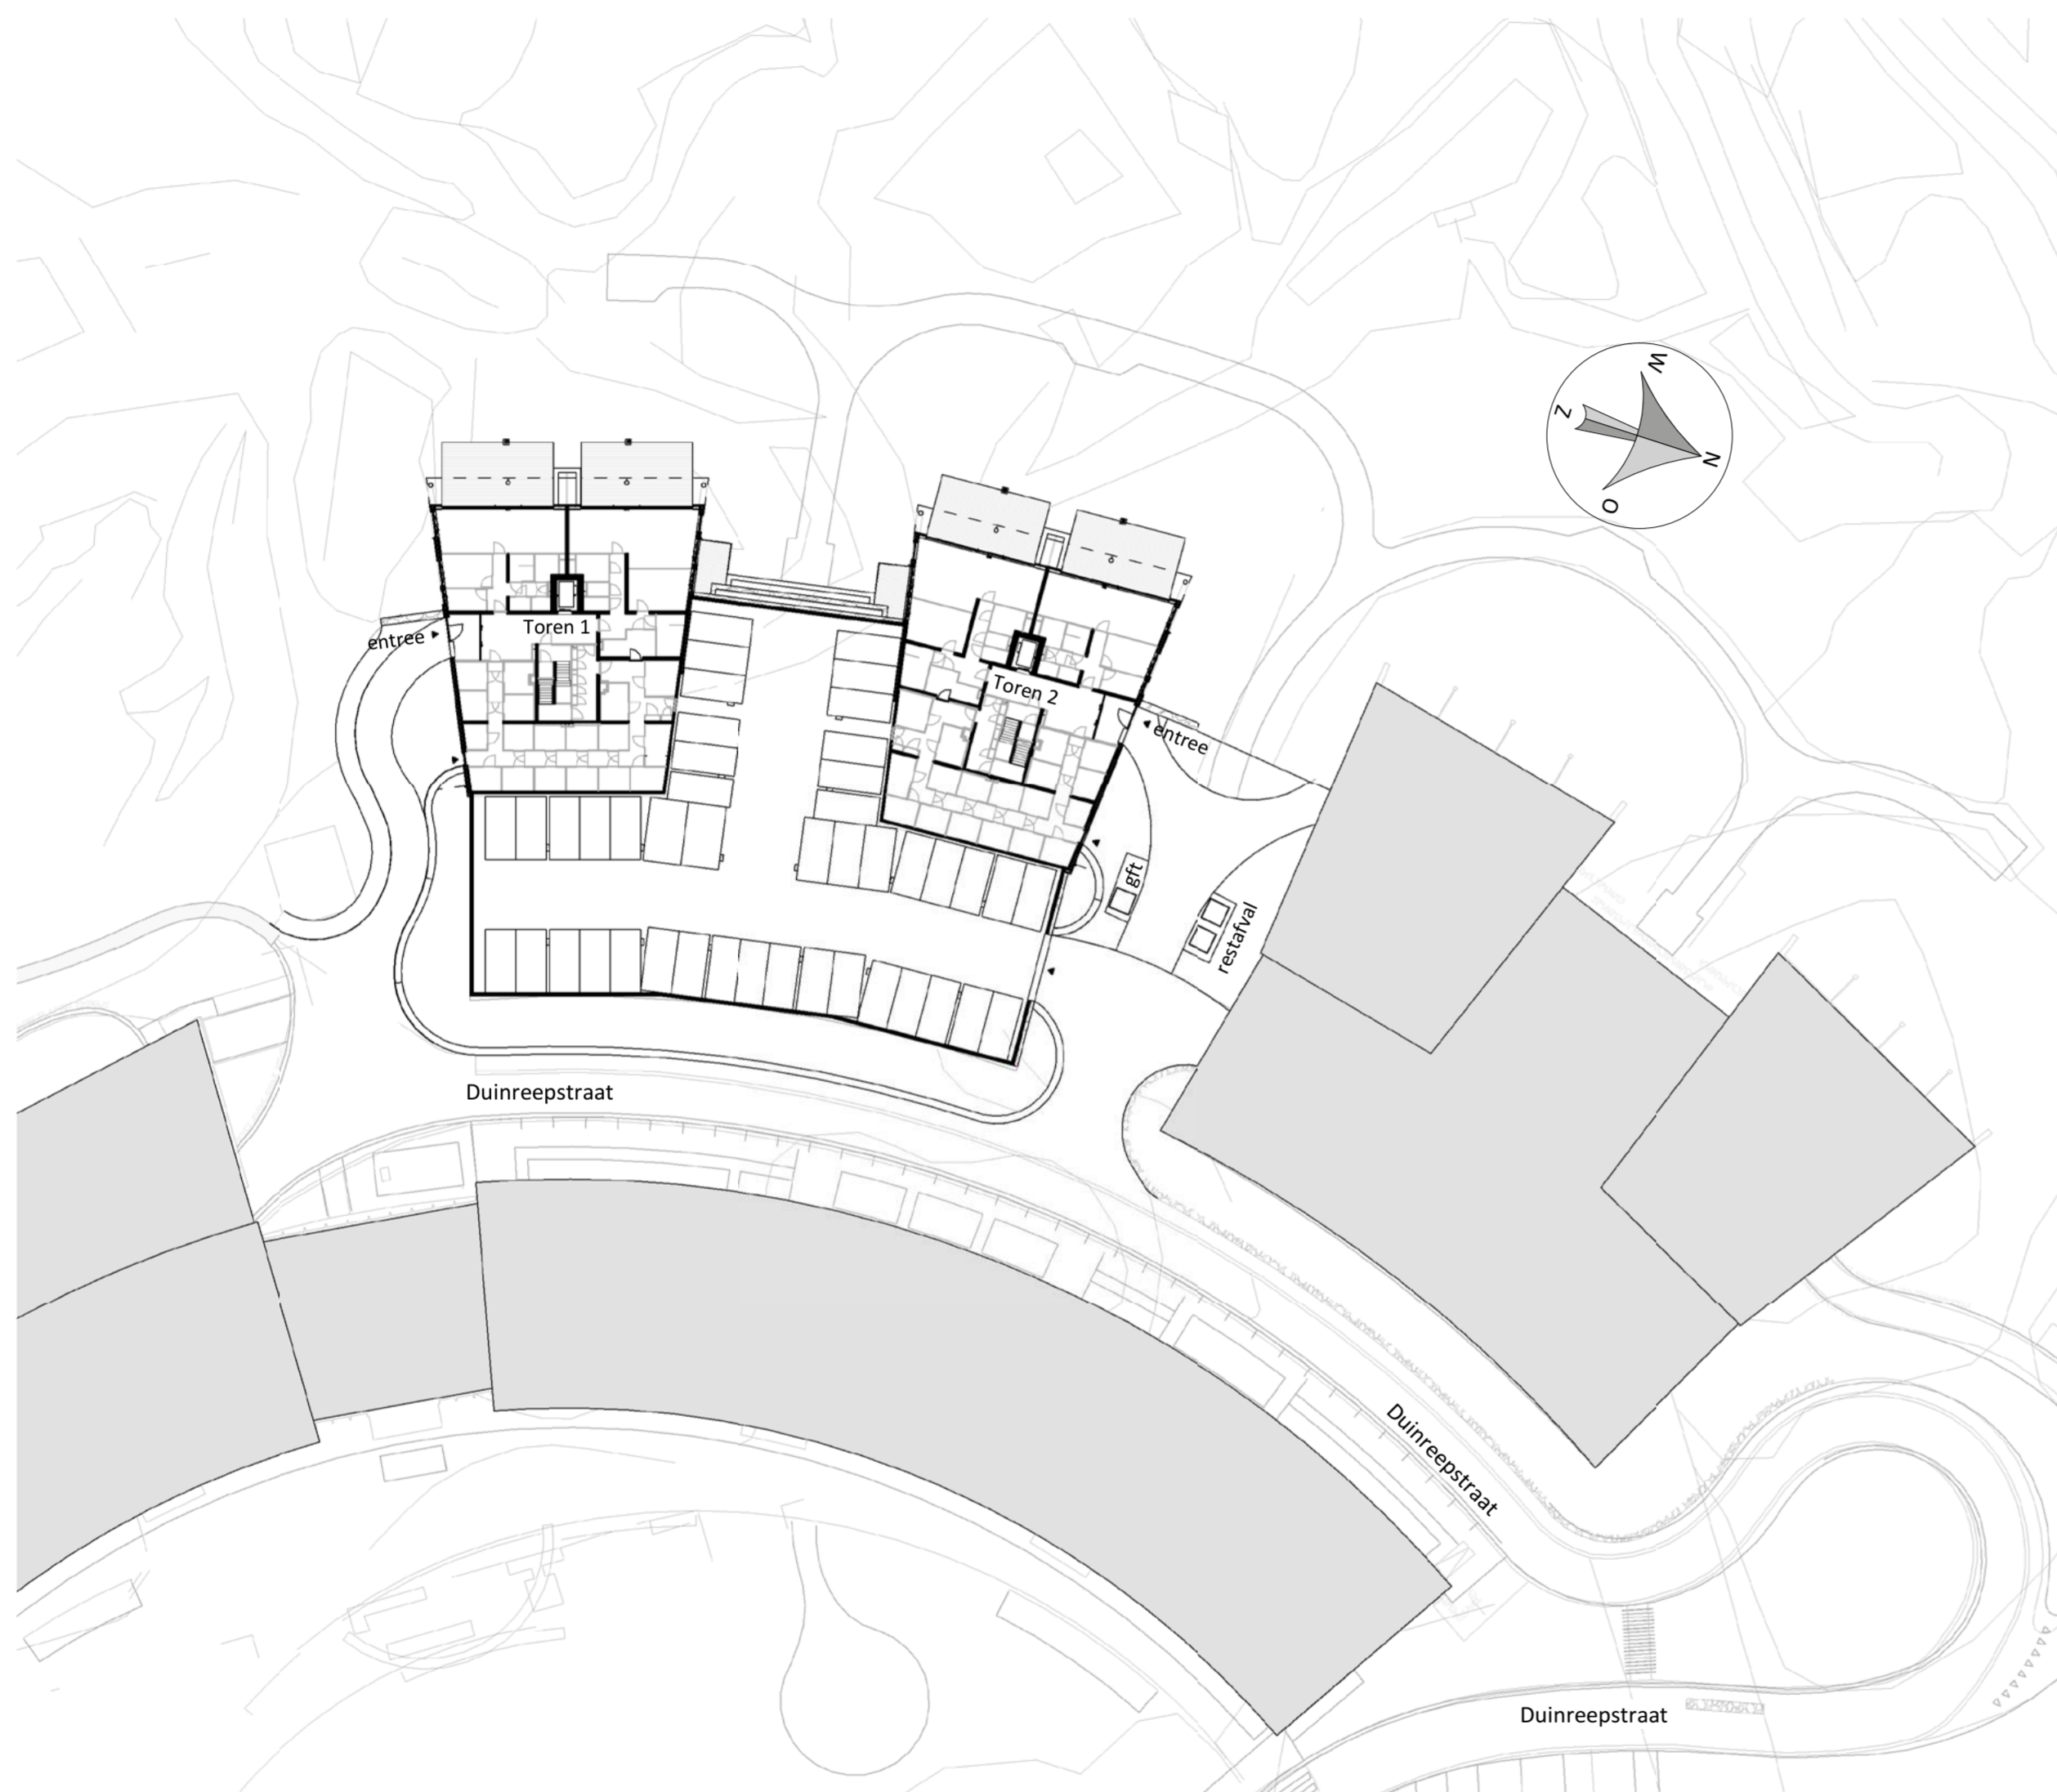 W
Z
N
O
Toren 1
entree
Toren 2
entree
gft
restafval
Duinreepstraat
Duinreepstraat
Duinreepstraat